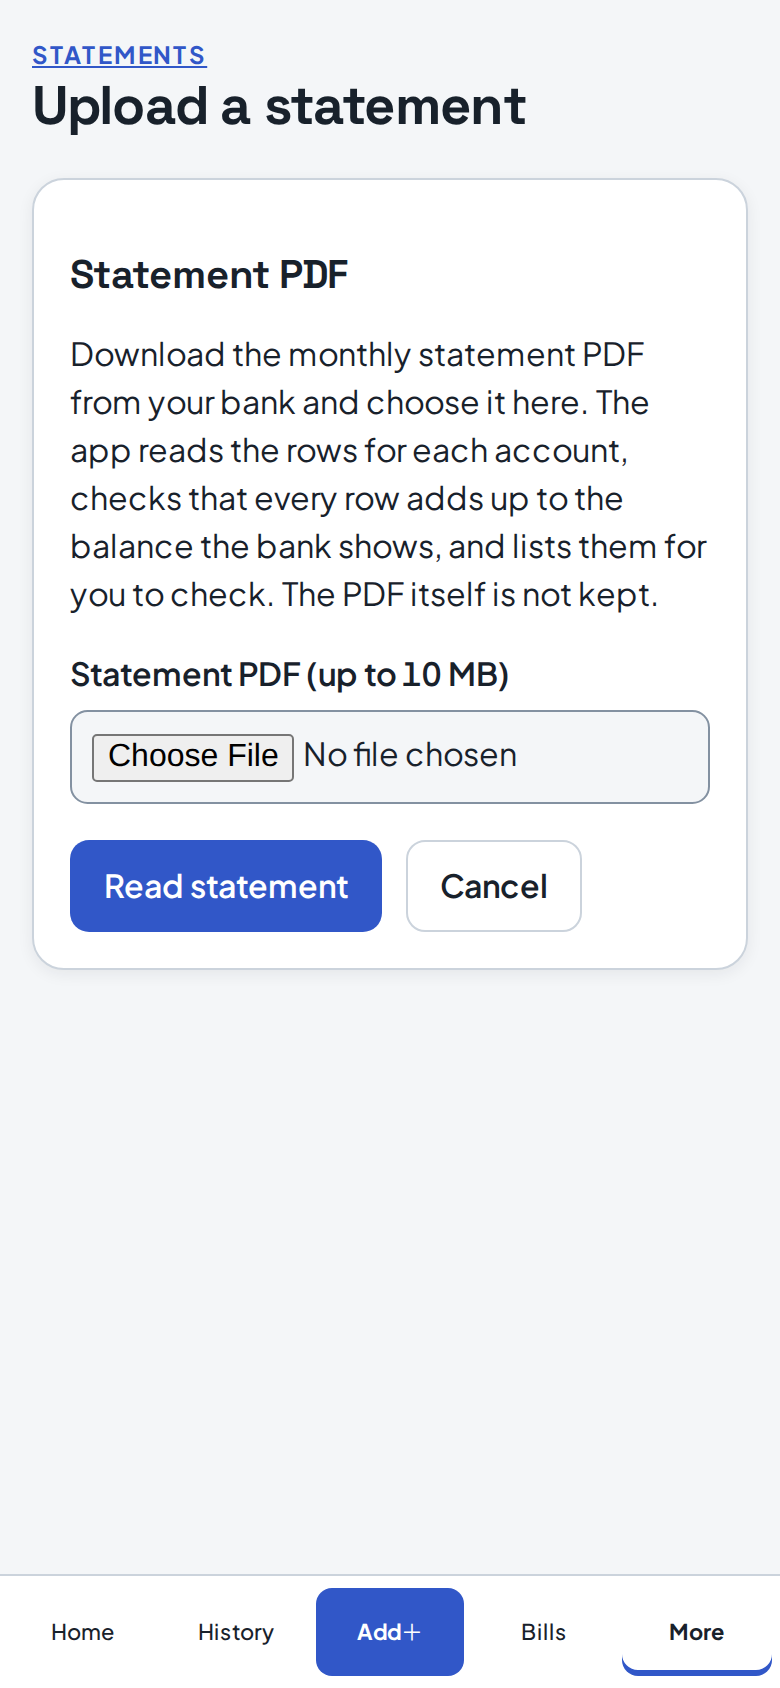 STATEMENTS
Upload a statement
Statement PDF
Download the monthly statement PDF
from your bank and choose it here. The
app reads the rows for each account,
checks that every row adds up to the
balance the bank shows, and lists them for
you to check. The PDF itself is not kept.
Statement PDF (up to 10 MB)
Choose File No file chosen
Read statement Cancel
Home History Add+ Bills More